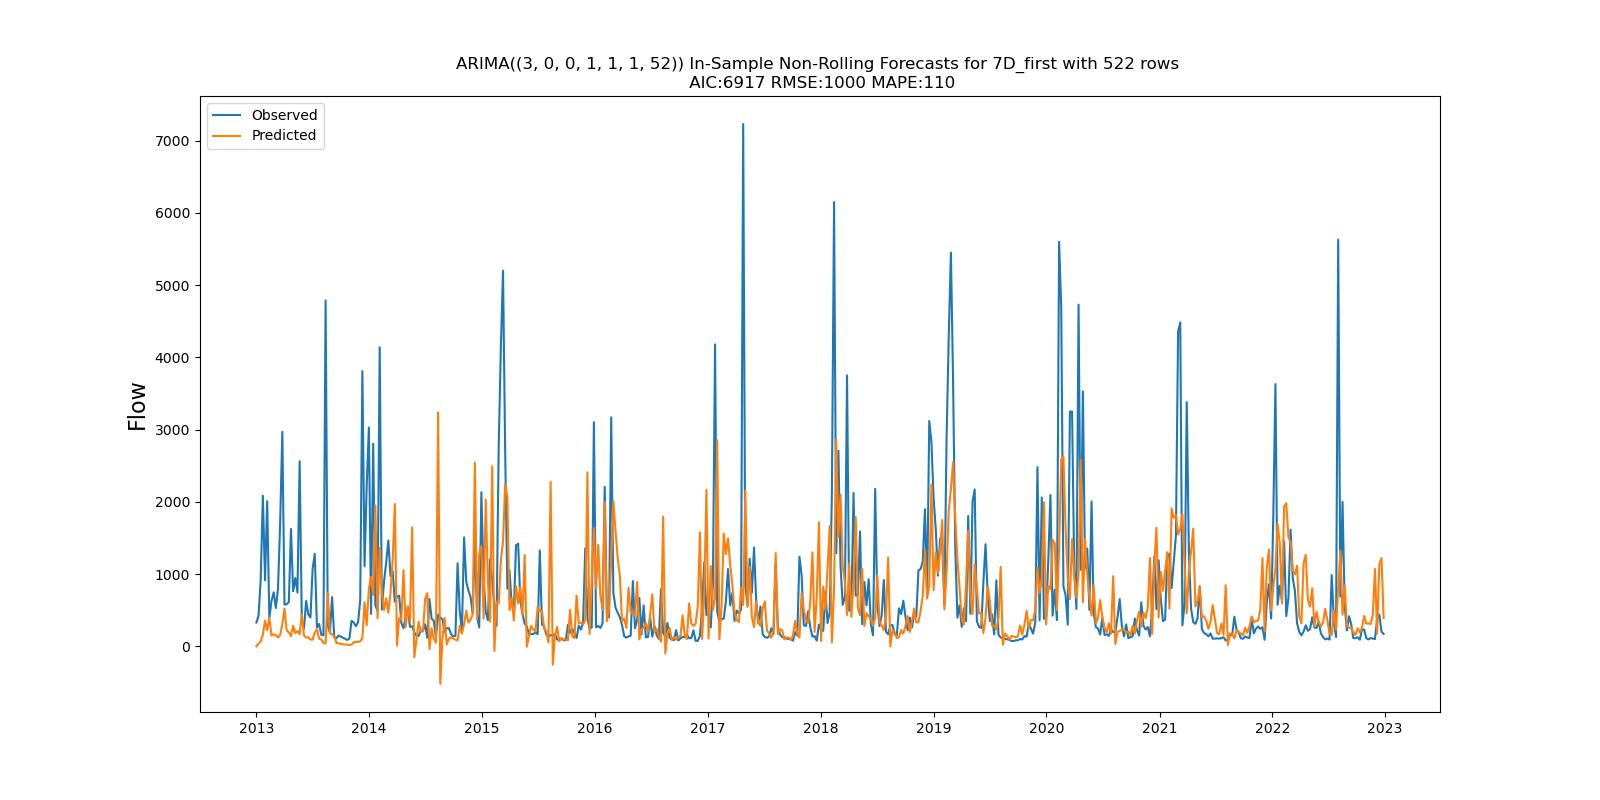 ARIMA((3, 0, 0, 1, 1, 1, 52)) In-Sample Non-Rolling Forecasts for 7D_first with 522 rows
AIC:6917 RMSE:1000 MAPE:110
Observed
Predicted
7000
6000
5000
4000
3000
2000
1000
0
Flow
2013 2014 2015 2016 2017 2018 2019 2020 2021 2022 2023